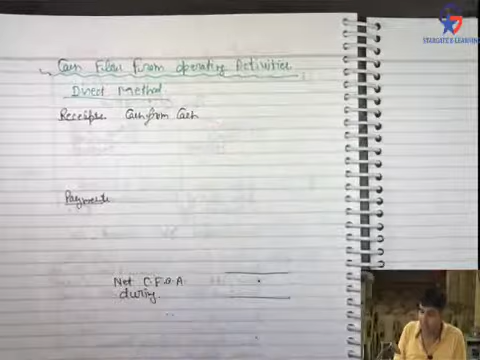 STARGATE E-LEARNING
Cash Flow From operating Activities
Direct Method
Receipts Cash from Cash
Payments
Net C.F.O.A.
during